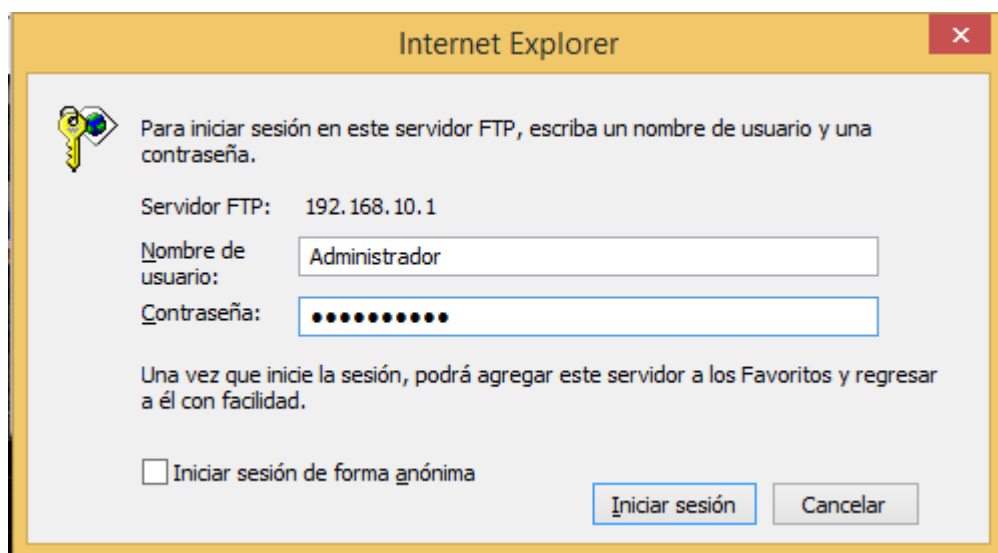 Internet Explorer
Para iniciar sesión en este servidor FTP, escriba un nombre de usuario y una
contraseña.
Servidor FTP: 192.168.10.1
Nombre de
usuario:
Administrador
Contraseña: ●●●●●●●●●●
Una vez que inicie la sesión, podrá agregar este servidor a los Favoritos y regresar
a él con facilidad.
Iniciar sesión de forma anónima
Iniciar sesión
Cancelar